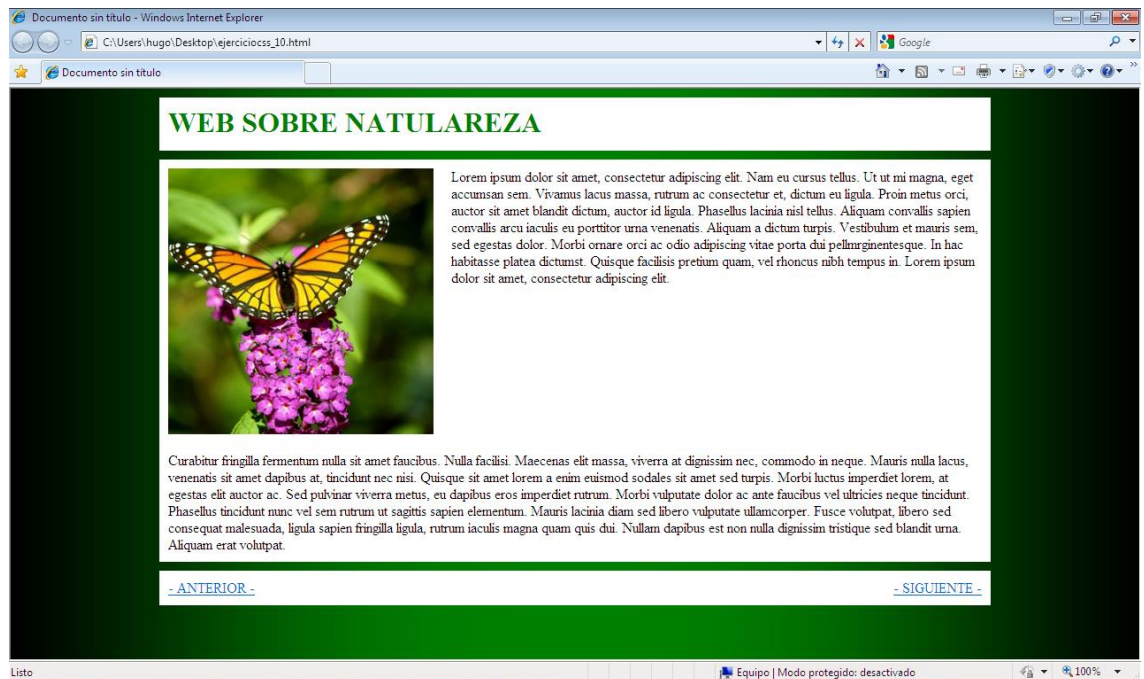 Documento sin título - Windows Internet Explorer
C:\Users\hugo\Desktop\ejerciciocss_10.html
Google
Documento sin título
WEB SOBRE NATULAREZA
Lorem ipsum dolor sit amet, consectetur adipiscing elit. Nam eu cursus tellus. Ut ut mi magna, eget
accumsan sem. Vivamus lacus massa, rutrum ac consectetur et, dictum eu ligula. Proin metus orci,
auctor sit amet blandit dictum, auctor id ligula. Phasellus lacinia nisl tellus. Aliquam convallis sapien
convallis arcu iaculis eu porttitor urna venenatis. Aliquam a dictum turpis. Vestibulum et mauris sem,
sed egestas dolor. Morbi ornare orci ac odio adipiscing vitae porta dui pellmrginentesque. In hac
habitasse platea dictumst. Quisque facilisis pretium quam, vel rhoncus nibh tempus in. Lorem ipsum
dolor sit amet, consectetur adipiscing elit.
Curabitur fringilla fermentum nulla sit amet faucibus. Nulla facilisi. Maecenas elit massa, viverra at dignissim nec, commodo in neque. Mauris nulla lacus,
venenatis sit amet dapibus at, tincidunt nec nisi. Quisque sit amet lorem a enim euismod sodales sit amet sed turpis. Morbi luctus imperdiet lorem, at
egestas elit auctor ac. Sed pulvinar viverra metus, eu dapibus eros imperdiet rutrum. Morbi vulputate dolor ac ante faucibus vel ultricies neque tincidunt.
Phasellus tincidunt nunc vel sem rutrum ut sagittis sapien elementum. Mauris lacinia diam sed libero vulputate ullamcorper. Fusce volutpat, libero sed
consequat malesuada, ligula sapien fringilla ligula, rutrum iaculis magna quam quis dui. Nullam dapibus est non nulla dignissim tristique sed blandit urna.
Aliquam erat volutpat.
- ANTERIOR -
- SIGUIENTE -
Listo
Equipo | Modo protegido: desactivado
100%